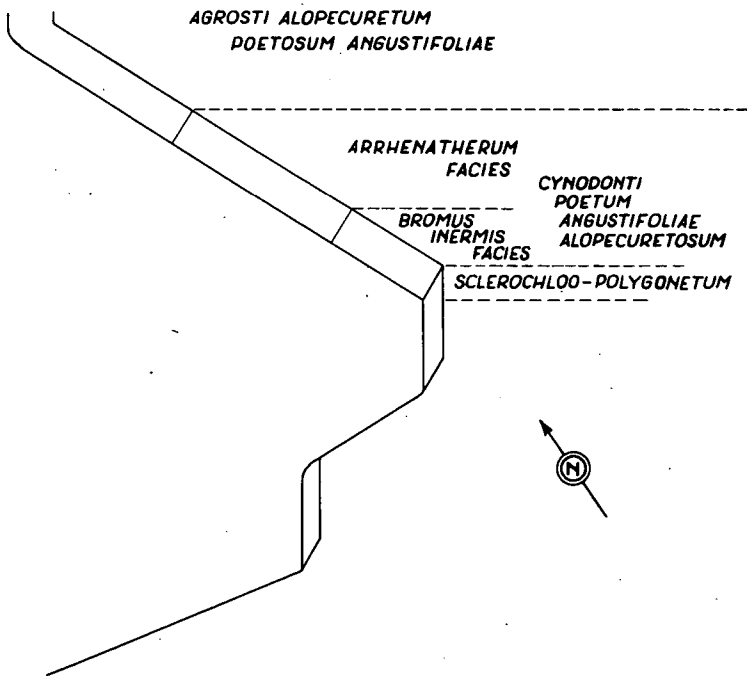 AGROSTI ALOPECURETUM
POETOSUM ANGUSTIFOLIAE
ARRHENATHERUM
FACIES
CYNODONTI
POETUM
ANGUSTIFOLIAE
ALOPECURETOSUM
BROMUS
INERMIS
FACIES
SCLEROCHLOO-POLYGONETUM
N